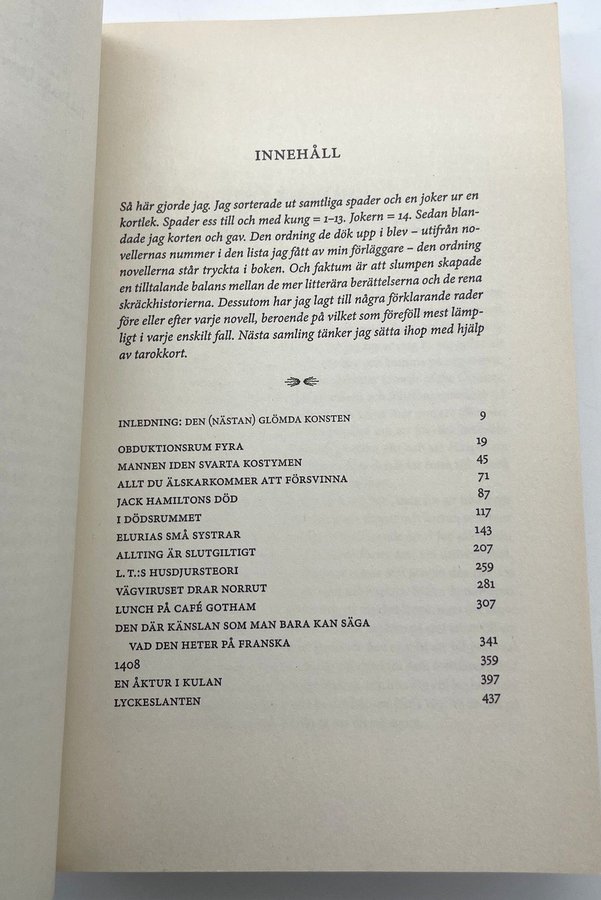 INNEHÅLL
Så här gjorde jag. Jag sorterade ut samtliga spader och en joker ur en
kortlek. Spader ess till och med kung = 1–13. Jokern = 14. Sedan blan-
dade jag korten och gav. Den ordning de dök upp i blev – utifrån no-
vellernas nummer i den lista jag fått av min förläggare – den ordning
novellerna står tryckta i boken. Och faktum är att slumpen skapade
en tilltalande balans mellan de mer litterära berättelserna och de rena
skräckhistorierna. Dessutom har jag lagt till några förklarande rader
före eller efter varje novell, beroende på vilket som föreföll mest lämp-
ligt i varje enskilt fall. Nästa samling tänker jag sätta ihop med hjälp
av tarokkort.
INLEDNING: DEN (NÄSTAN) GLÖMDA KONSTEN 9
OBDUKTIONSRUM FYRA 19
MANNEN IDEN SVARTA KOSTYMEN 45
ALLT DU ÄLSKARKOMMER ATT FÖRSVINNA 71
JACK HAMILTONS DÖD 87
I DÖDSRUMMET 117
ELURIAS SMÅ SYSTRAR 143
ALLTING ÄR SLUTGILTIGT 207
L. T.:S HUSDJURSTEORI 259
VÄGVIRUSET DRAR NORRUT 281
LUNCH PÅ CAFÉ GOTHAM 307
DEN DÄR KÄNSLAN SOM MAN BARA KAN SÄGA
VAD DEN HETER PÅ FRANSKA 341
1408 359
EN ÅKTUR I KULAN 397
LYCKESLANTEN 437